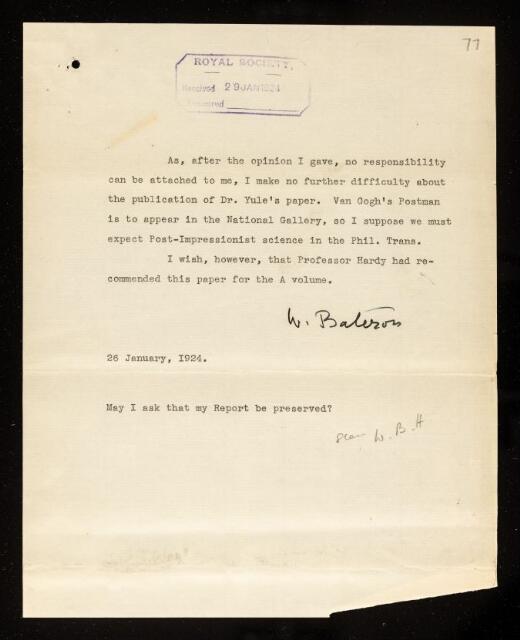 77
ROYAL SOCIETY.
Received 29 JAN 1924
As, after the opinion I gave, no responsibility
can be attached to me, I make no further difficulty about
the publication of Dr. Yule's paper. Van Gogh's Postman
is to appear in the National Gallery, so I suppose we must
expect Post-Impressionist science in the Phil. Trans.
I wish, however, that Professor Hardy had re-
commended this paper for the A volume.
W. Bateson
26 January, 1924.
May I ask that my Report be preserved?
W. B. H